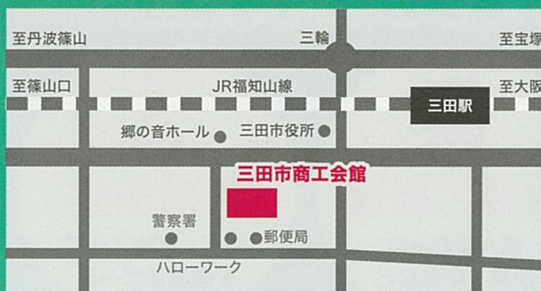 至丹波篠山
三輪
至宝塚
至篠山口
JR福知山線
至大阪
三田駅
郷の音ホール
三田市役所
三田市商工会館
警察署
郵便局
ハローワーク